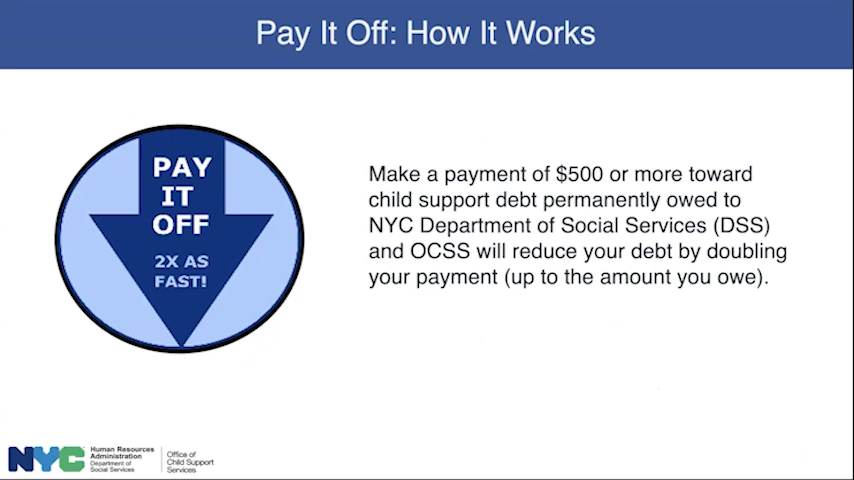 Pay It Off: How It Works
PAY
IT
OFF
2X AS
FAST!
Make a payment of $500 or more toward
child support debt permanently owed to
NYC Department of Social Services (DSS)
and OCSS will reduce your debt by doubling
your payment (up to the amount you owe).
NYC
Human Resources
Administration
Department of
Social Services
Office of
Child Support
Services